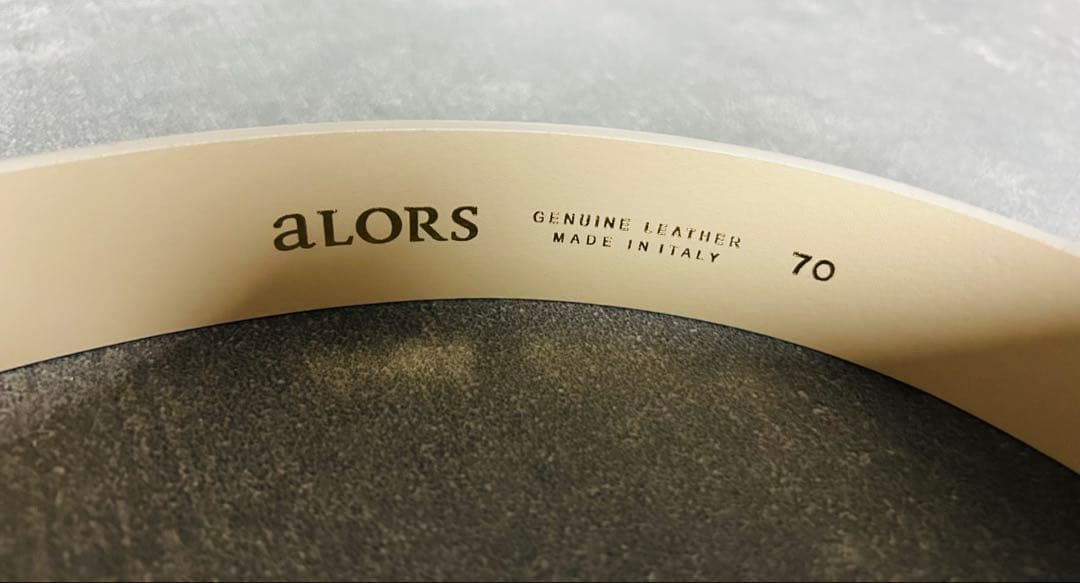 aLORS
GENUINE LEATHER
MADE IN ITALY
70